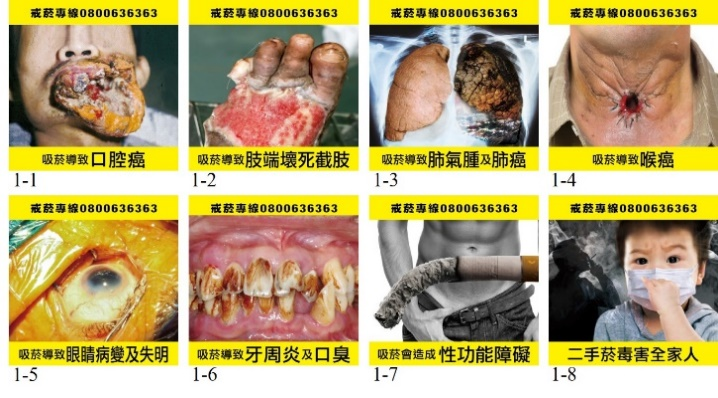 戒菸專線0800636363
吸菸導致口腔癌
1-1
戒菸專線0800636363
吸菸導致肢端壞死截肢
1-2
戒菸專線0800636363
吸菸導致肺氣腫及肺癌
1-3
戒菸專線0800636363
吸菸導致喉癌
1-4
戒菸專線0800636363
吸菸導致眼睛病變及失明
1-5
戒菸專線0800636363
吸菸導致牙周炎及口臭
1-6
戒菸專線0800636363
吸菸會造成性功能障礙
1-7
戒菸專線0800636363
二手菸毒害全家人
1-8